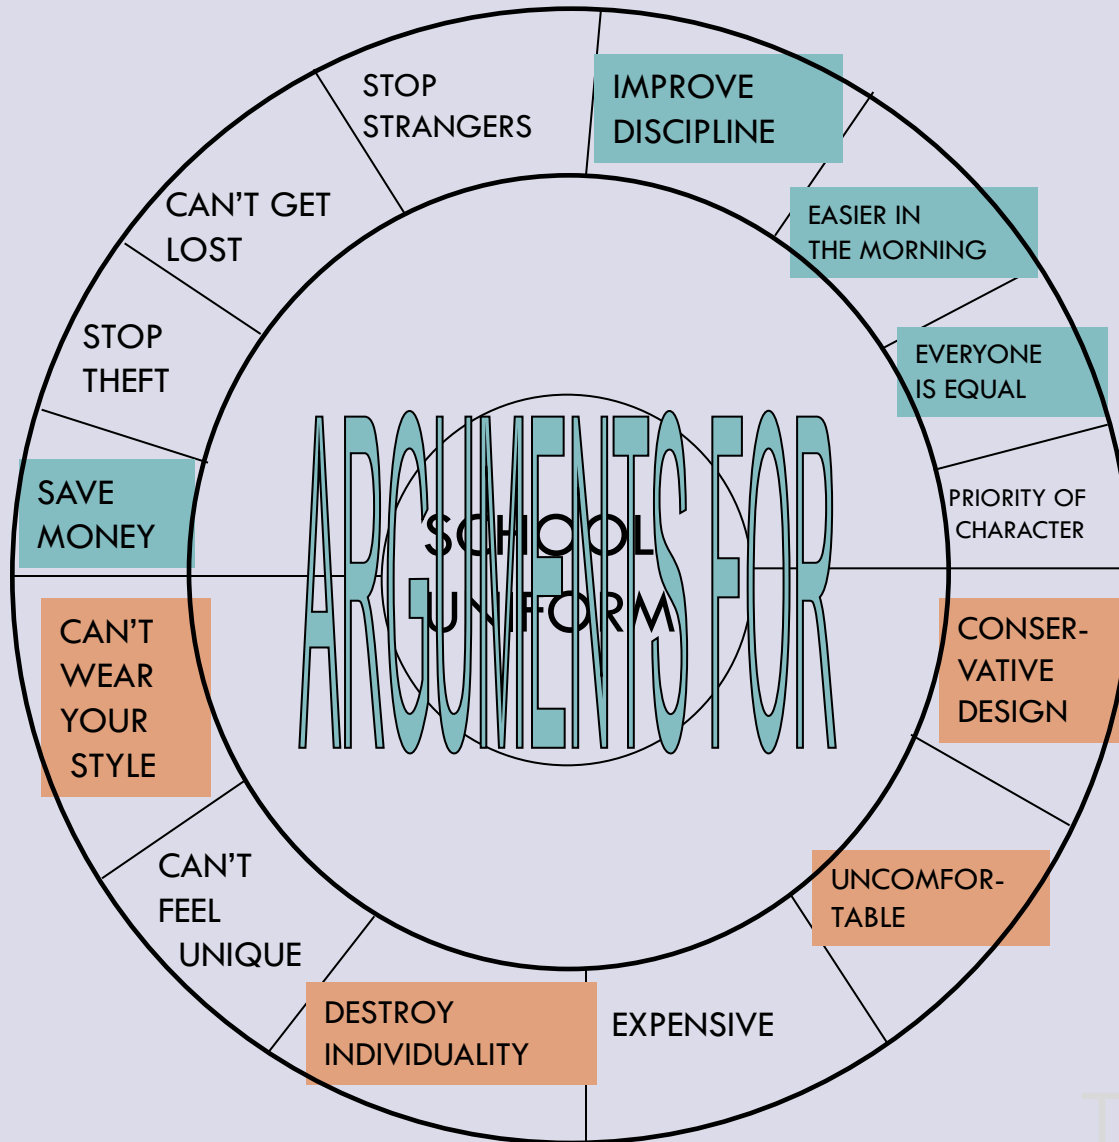 STOP
STRANGERS
IMPROVE
DISCIPLINE
CAN'T GET
LOST
EASIER IN
THE MORNING
STOP
THEFT
EVERYONE
IS EQUAL
SAVE
MONEY
PRIORITY OF
CHARACTER
ARGUMENTS FOR
SCHOOL
UNIFORM
CAN'T
WEAR
YOUR
STYLE
CONSER-
VATIVE
DESIGN
CAN'T
FEEL
UNIQUE
UNCOMFOR-
TABLE
DESTROY
INDIVIDUALITY
EXPENSIVE
T